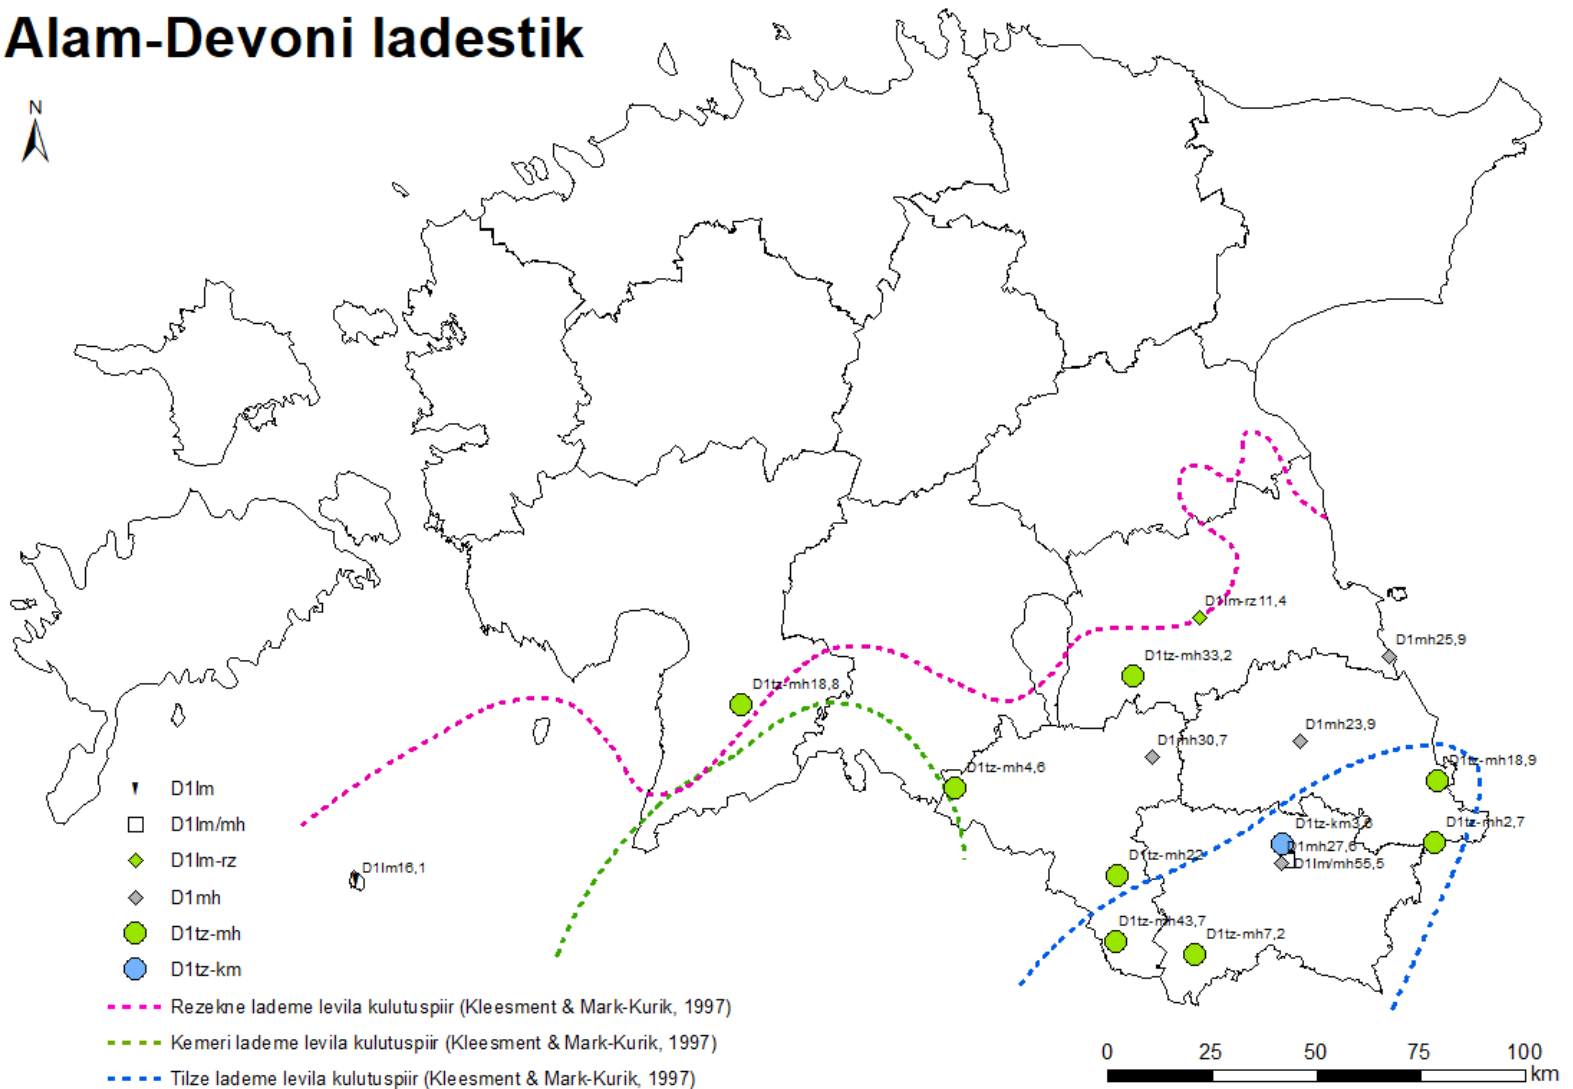 Alam-Devoni ladestik
N
D1lm-rz11,4
D1mh25,9
D1tz-mh33,2
D1tz-mh18,8
D1mh23,9
D1mh30,7
D1tz-mh18,9
D1tz-mh4,6
D1tz-km3,6
D1tz-mh2,7
D1mh27,6
D1tz-mh22
D1lm/mh55,5
D1lm16,1
D1tz-mh43,7
D1tz-mh7,2
D1lm
D1lm/mh
D1lm-rz
D1mh
D1tz-mh
D1tz-km
Rezekne lademe levila kulutuspiir (Kleesment & Mark-Kurik, 1997)
Kemeri lademe levila kulutuspiir (Kleesment & Mark-Kurik, 1997)
Tilze lademe levila kulutuspiir (Kleesment & Mark-Kurik, 1997)
0 25 50 75 100
km